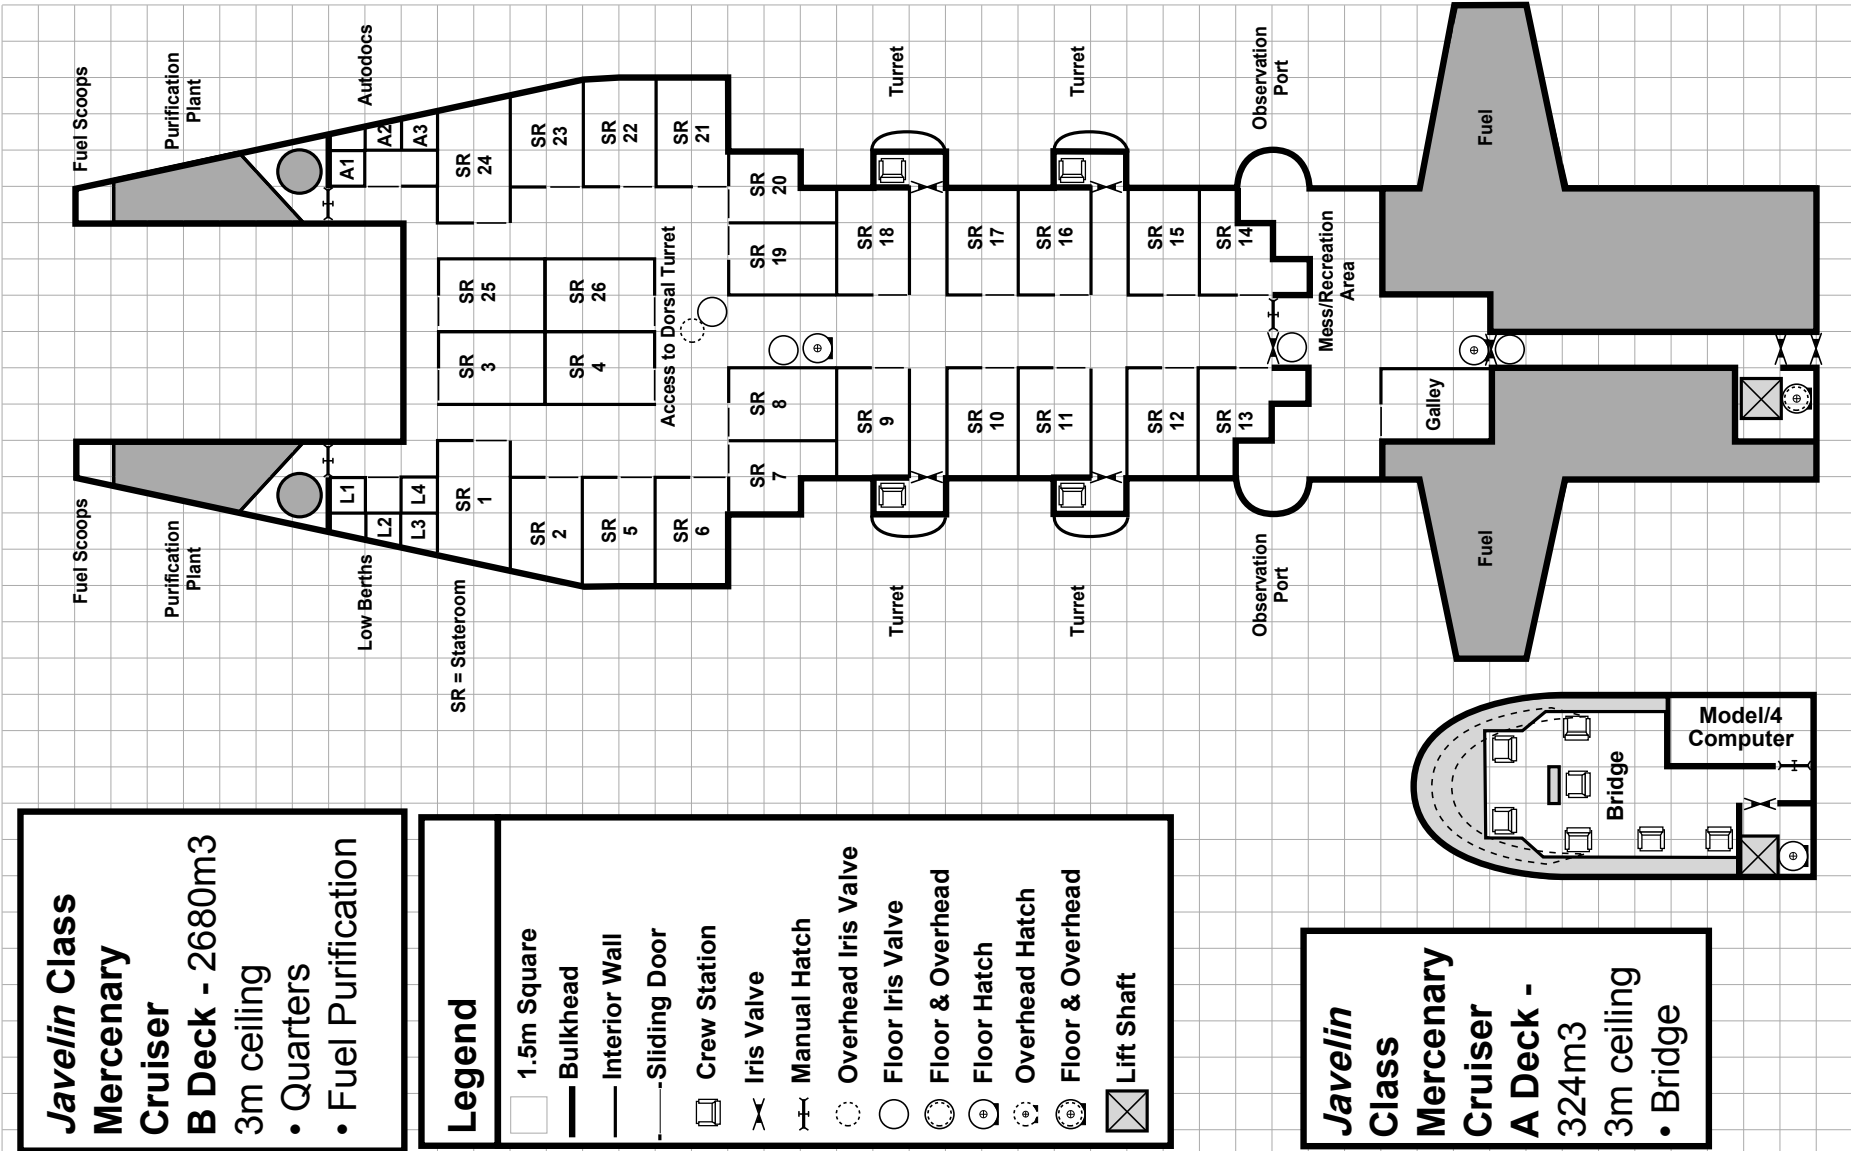 Fuel Scoops
Purification
Plant
Autodocs
A1
A2
A3
SR
24
SR
23
SR
22
SR
21
SR
20
SR
19
SR
25
SR
26
SR
3
SR
4
Access to Dorsal Turret
Turret
Turret
Observation
Port
SR
18
SR
17
SR
16
SR
15
SR
14
Mess/Recreation
Area
Fuel
Fuel Scoops
Purification
Plant
Low Berths
L1
L2
L3
L4
SR = Stateroom
SR
1
SR
2
SR
5
SR
6
SR
7
SR
8
SR
9
SR
10
SR
11
SR
12
SR
13
Turret
Turret
Observation
Port
Galley
Fuel
Model/4
Computer
Bridge
Javelin Class
Mercenary
Cruiser
B Deck - 2680m3
3m ceiling
• Quarters
• Fuel Purification
Legend
1.5m Square
Bulkhead
Interior Wall
Sliding Door
Crew Station
Iris Valve
Manual Hatch
Overhead Iris Valve
Floor Iris Valve
Floor & Overhead
Floor Hatch
Overhead Hatch
Floor & Overhead
Lift Shaft
Javelin
Class
Mercenary
Cruiser
A Deck -
324m3
3m ceiling
• Bridge